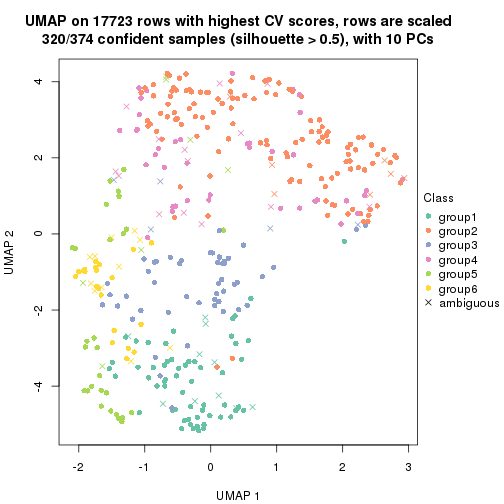 UMAP on 17723 rows with highest CV scores, rows are scaled
320/374 confident samples (silhouette > 0.5), with 10 PCs
4
2
0
-2
-4
UMAP 2
-2
-1
0
1
2
3
UMAP 1
Class
group1
group2
group3
group4
group5
group6
ambiguous